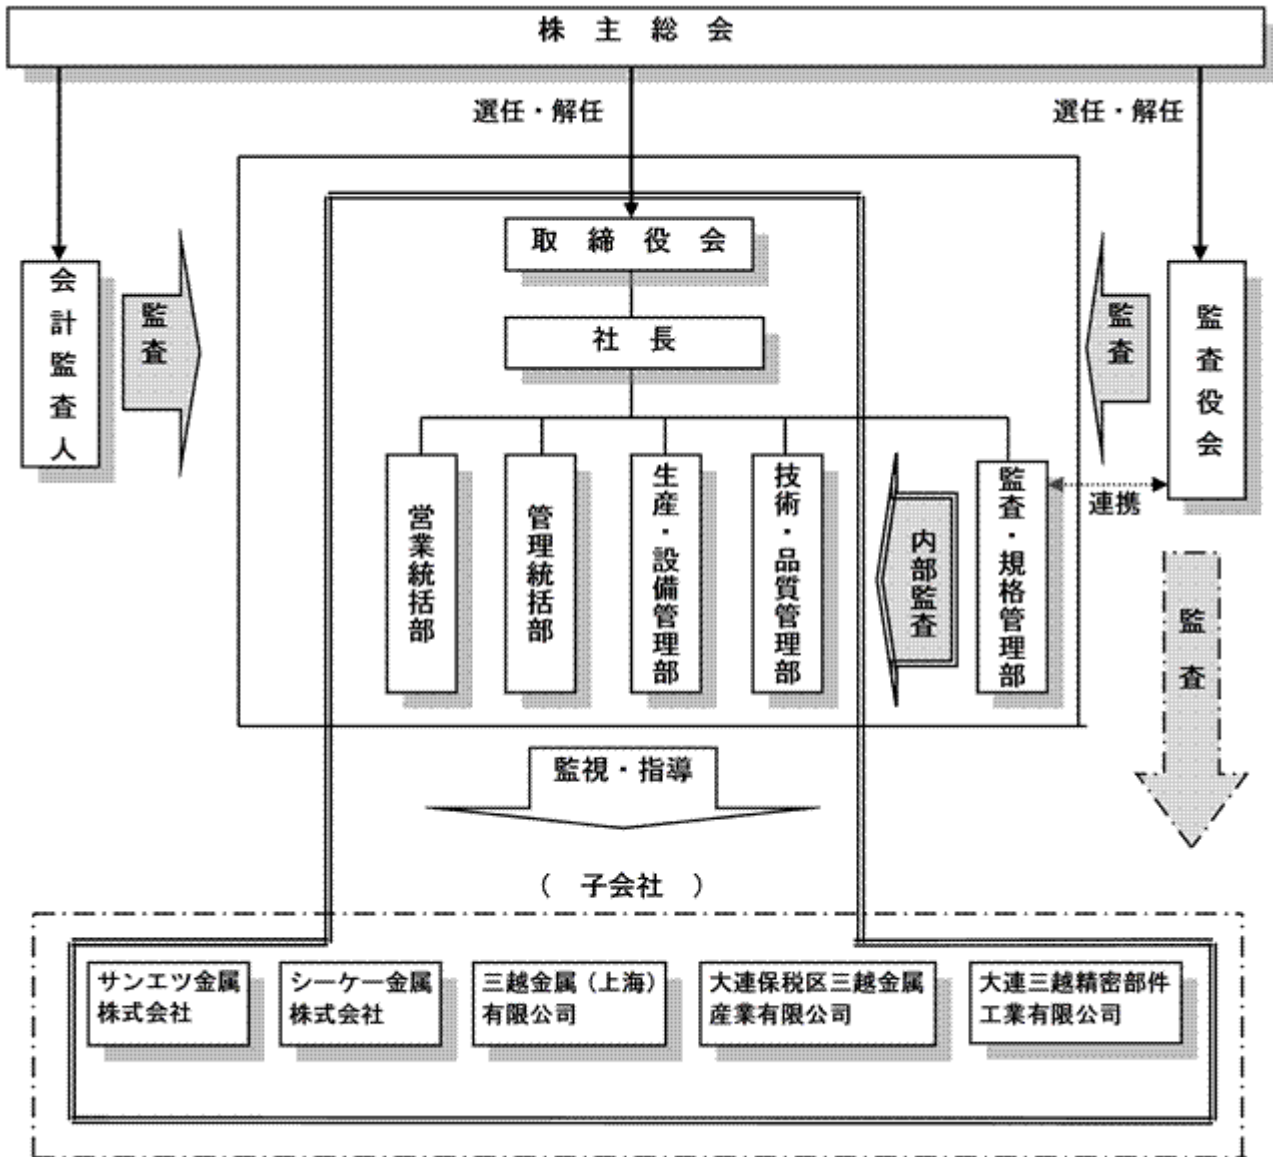 株主総会
選任・解任
選任・解任
取締役会
会計監査人
監査
監査
監査役会
社長
営業統括部
管理統括部
生産・設備管理部
技術・品質管理部
内部監査
監査・規格管理部
連携
監査
監視・指導
（ 子会社 ）
サンエツ金属
株式会社
シーケー金属
株式会社
三越金属（上海）
有限公司
大連保税区三越金属
産業有限公司
大連三越精密部件
工業有限公司